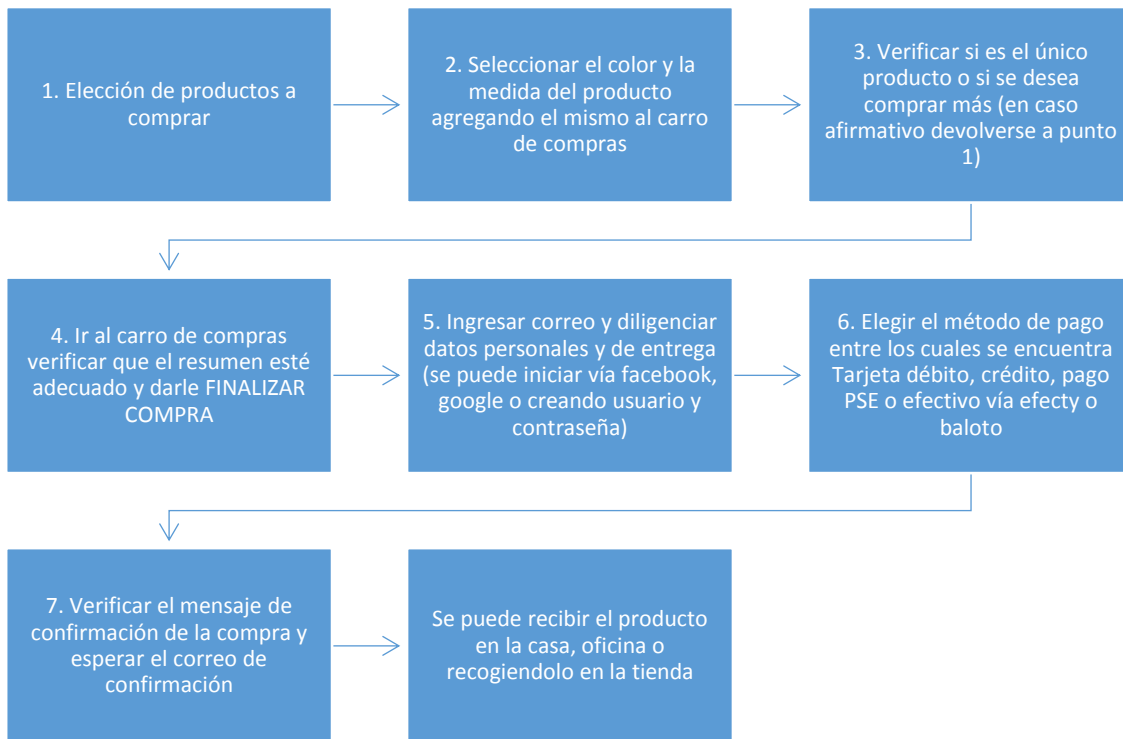 1. Elección de productos a
comprar
2. Seleccionar el color y la
medida del producto
agregando el mismo al carro
de compras
3. Verificar si es el único
producto o si se desea
comprar más (en caso
afirmativo devolverse a punto
1)
4. Ir al carro de compras
verificar que el resumen esté
adecuado y darle FINALIZAR
COMPRA
5. Ingresar correo y diligenciar
datos personales y de entrega
(se puede iniciar vía facebook,
google o creando usuario y
contraseña)
6. Elegir el método de pago
entre los cuales se encuentra
Tarjeta débito, crédito, pago
PSE o efectivo vía efecty o
baloto
7. Verificar el mensaje de
confirmación de la compra y
esperar el correo de
confirmación
Se puede recibir el producto
en la casa, oficina o
recogiendolo en la tienda